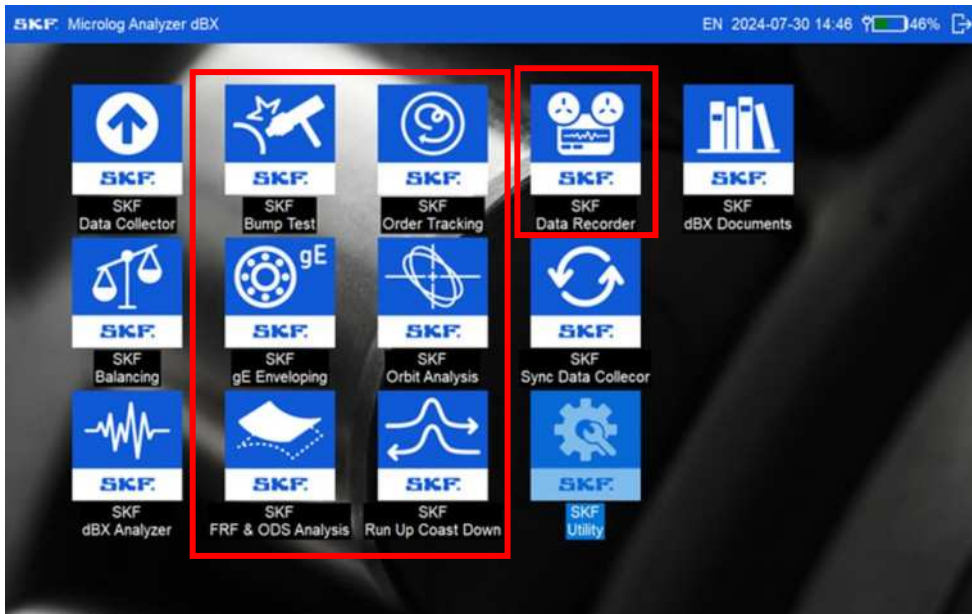 SKF. Microlog Analyzer dBX
EN 2024-07-30 14:46 46%
SKF.
SKF
Data Collector
SKF.
SKF
Bump Test
SKF.
SKF
Order Tracking
SKF.
SKF
Data Recorder
SKF.
SKF
dBX Documents
SKF.
SKF
Balancing
gE
SKF.
SKF
gE Enveloping
SKF.
SKF
Orbit Analysis
SKF.
SKF
Sync Data Collecor
SKF.
SKF
dBX Analyzer
SKF.
SKF
FRF & ODS Analysis
SKF.
SKF
Run Up Coast Down
SKF.
SKF
Utility